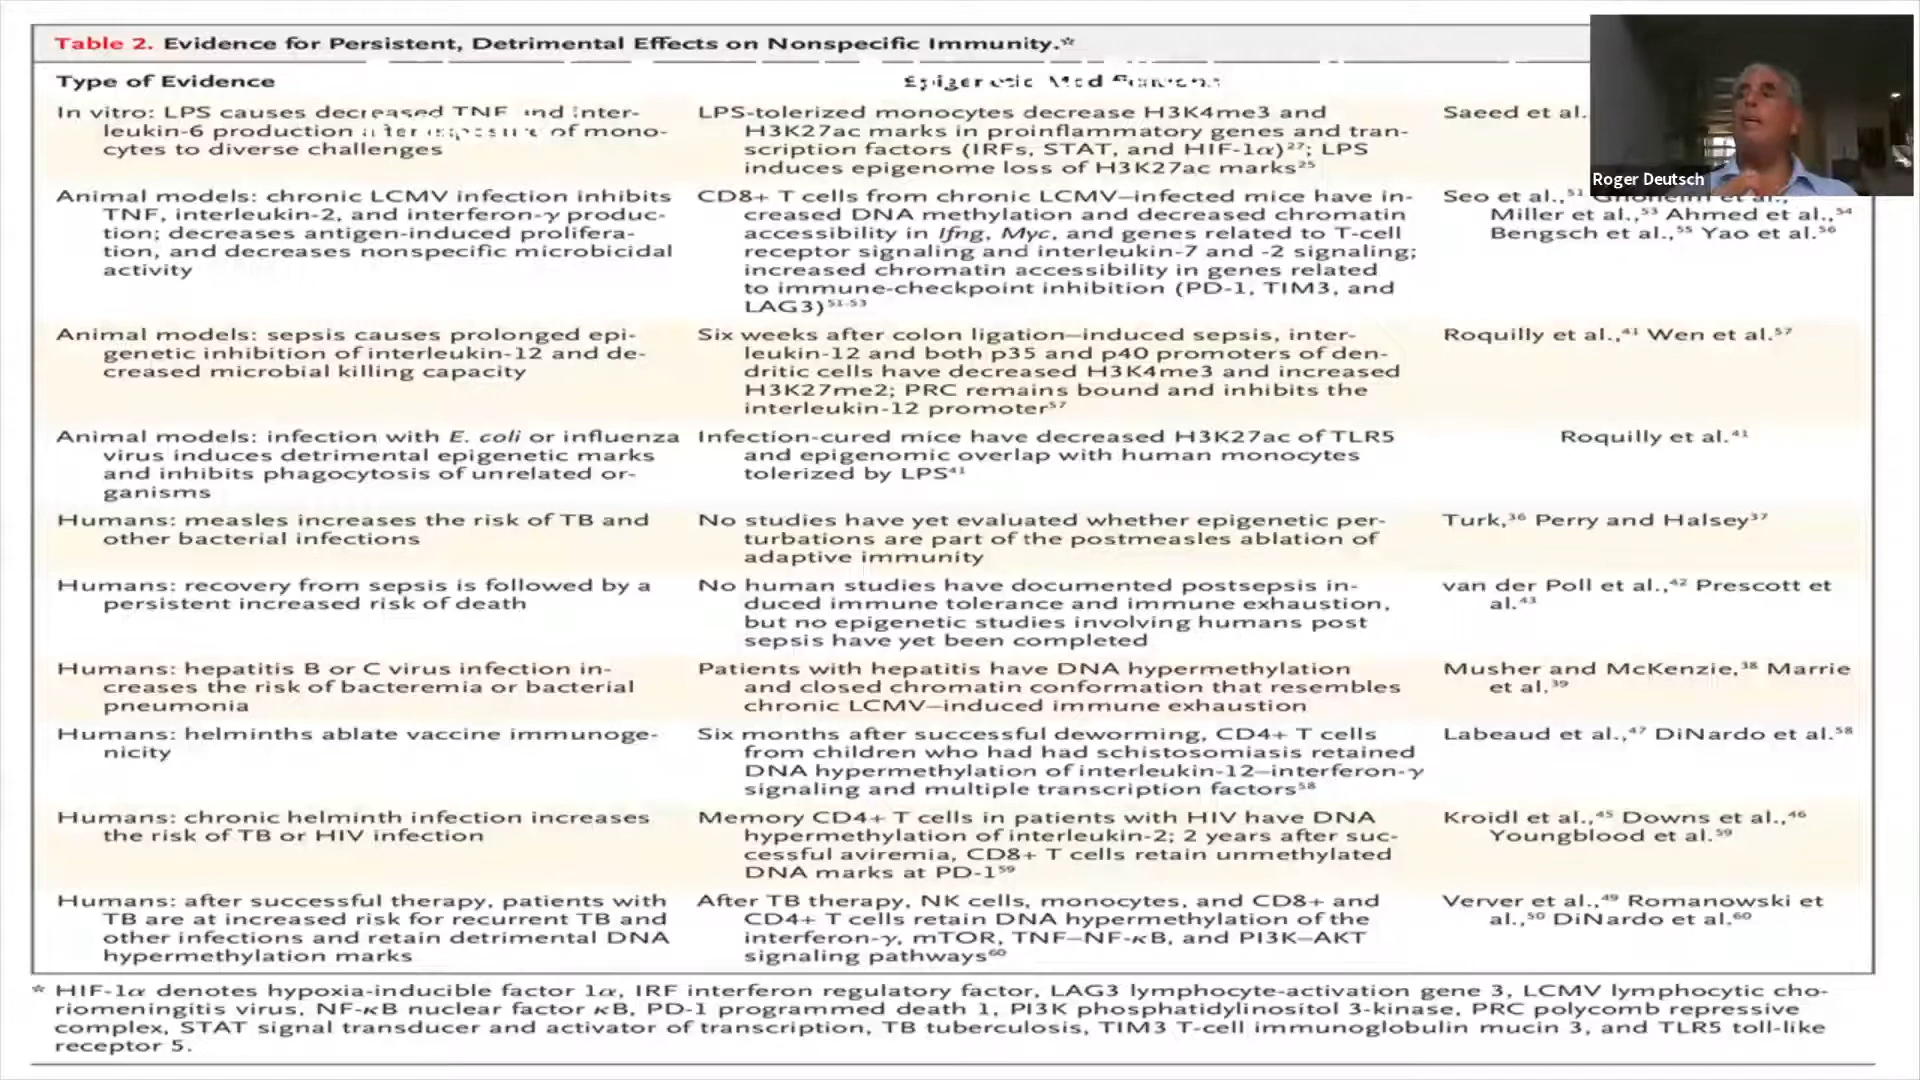 Table 2. Evidence for Persistent, Detrimental Effects on Nonspecific Immunity.*
Type of Evidence
In vitro: LPS causes decreased TNF and inter-
leukin-6 production after exposure of mono-
cytes to diverse challenges
LPS-tolerized monocytes decrease H3K4me3 and
H3K27ac marks in proinflammatory genes and tran-
scription factors (IRFs, STAT, and HIF-1α)²⁷; LPS
induces epigenome loss of H3K27ac marks²⁵
Saeed et al.
Animal models: chronic LCMV infection inhibits
TNF, interleukin-2, and interferon-γ produc-
tion; decreases antigen-induced prolifera-
tion, and decreases nonspecific microbicidal
activity
CD8+ T cells from chronic LCMV–infected mice have in-
creased DNA methylation and decreased chromatin
accessibility in Ifng, Myc, and genes related to T-cell
receptor signaling and interleukin-7 and -2 signaling;
increased chromatin accessibility in genes related
to immune-checkpoint inhibition (PD-1, TIM3, and
LAG3)⁵¹⁻⁵³
Seo et al.,⁵¹ Ghoneim et al.,
Miller et al.,⁵³ Ahmed et al.,⁵⁴
Bengsch et al.,⁵⁵ Yao et al.⁵⁶
Animal models: sepsis causes prolonged epi-
genetic inhibition of interleukin-12 and de-
creased microbial killing capacity
Six weeks after colon ligation–induced sepsis, inter-
leukin-12 and both p35 and p40 promoters of den-
dritic cells have decreased H3K4me3 and increased
H3K27me2; PRC remains bound and inhibits the
interleukin-12 promoter⁵⁷
Roquilly et al.,⁴¹ Wen et al.⁵⁷
Animal models: infection with E. coli or influenza
virus induces detrimental epigenetic marks
and inhibits phagocytosis of unrelated or-
ganisms
Infection-cured mice have decreased H3K27ac of TLR5
and epigenomic overlap with human monocytes
tolerized by LPS⁴¹
Roquilly et al.⁴¹
Humans: measles increases the risk of TB and
other bacterial infections
No studies have yet evaluated whether epigenetic per-
turbations are part of the postmeasles ablation of
adaptive immunity
Turk,³⁶ Perry and Halsey³⁷
Humans: recovery from sepsis is followed by a
persistent increased risk of death
No human studies have documented postsepsis in-
duced immune tolerance and immune exhaustion,
but no epigenetic studies involving humans post
sepsis have yet been completed
van der Poll et al.,⁴² Prescott et
al.⁴³
Humans: hepatitis B or C virus infection in-
creases the risk of bacteremia or bacterial
pneumonia
Patients with hepatitis have DNA hypermethylation
and closed chromatin conformation that resembles
chronic LCMV–induced immune exhaustion
Musher and McKenzie,³⁸ Marrie
et al.³⁹
Humans: helminths ablate vaccine immunoge-
nicity
Six months after successful deworming, CD4+ T cells
from children who had had schistosomiasis retained
DNA hypermethylation of interleukin-12–interferon-γ
signaling and multiple transcription factors⁵⁸
Labeaud et al.,⁴⁷ DiNardo et al.⁵⁸
Humans: chronic helminth infection increases
the risk of TB or HIV infection
Memory CD4+ T cells in patients with HIV have DNA
hypermethylation of interleukin-2; 2 years after suc-
cessful aviremia, CD8+ T cells retain unmethylated
DNA marks at PD-1⁵⁹
Kroidl et al.,⁴⁵ Downs et al.,⁴⁶
Youngblood et al.⁵⁹
Humans: after successful therapy, patients with
TB are at increased risk for recurrent TB and
other infections and retain detrimental DNA
hypermethylation marks
After TB therapy, NK cells, monocytes, and CD8+ and
CD4+ T cells retain DNA hypermethylation of the
interferon-γ, mTOR, TNF–NF-κB, and PI3K–AKT
signaling pathways⁶⁰
Verver et al.,⁴⁹ Romanowski et
al.,⁵⁰ DiNardo et al.⁶⁰
* HIF-1α denotes hypoxia-inducible factor 1α, IRF interferon regulatory factor, LAG3 lymphocyte-activation gene 3, LCMV lymphocytic cho-
riomeningitis virus, NF-κB nuclear factor κB, PD-1 programmed death 1, PI3K phosphatidylinositol 3-kinase, PRC polycomb repressive
complex, STAT signal transducer and activator of transcription, TB tuberculosis, TIM3 T-cell immunoglobulin mucin 3, and TLR5 toll-like
receptor 5.
Roger Deutsch